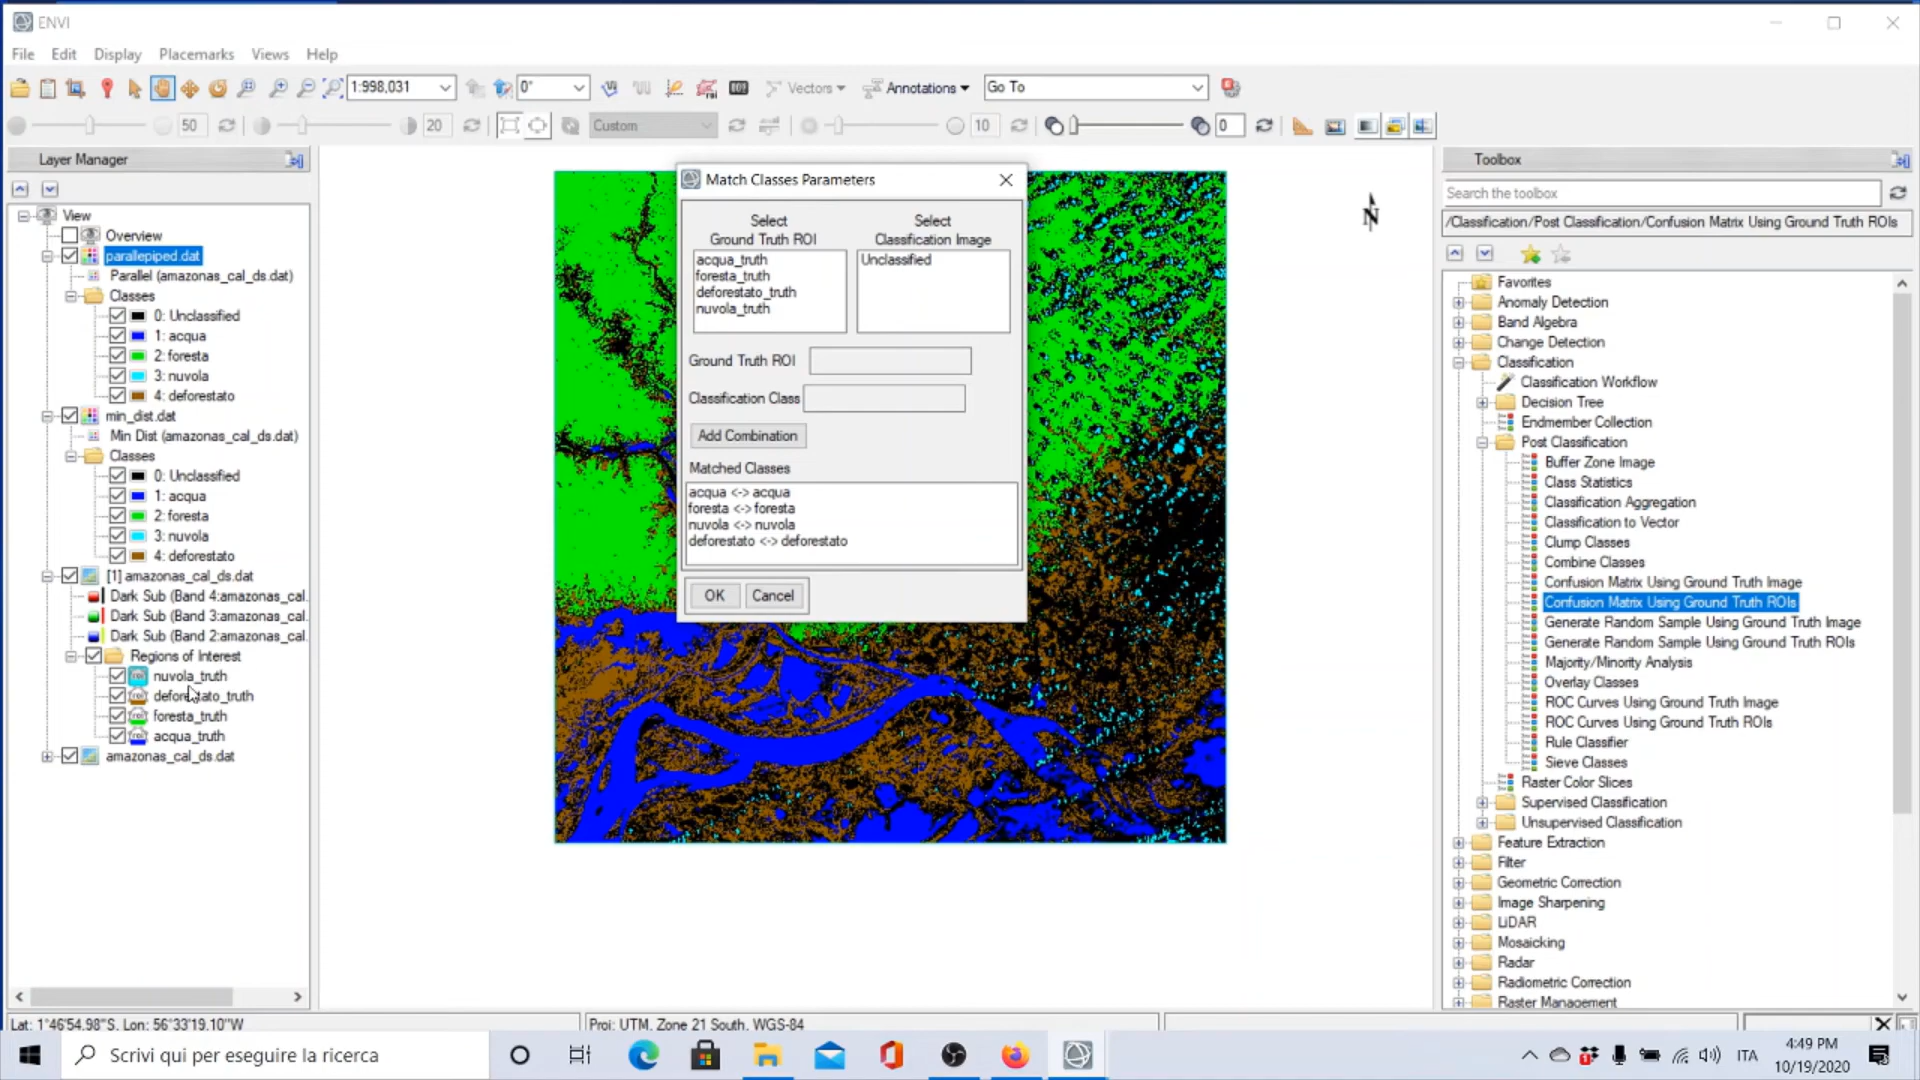 ENVI
File Edit Display Placemarks Views Help
1:998,031 0° Vectors Annotations Go To
50 20 Custom 10 0
Layer Manager
View
Overview
parallepiped.dat
Parallel (amazonas_cal_ds.dat)
Classes
0: Unclassified
1: acqua
2: foresta
3: nuvola
4: deforestato
min_dist.dat
Min Dist (amazonas_cal_ds.dat)
Classes
0: Unclassified
1: acqua
2: foresta
3: nuvola
4: deforestato
[1] amazonas_cal_ds.dat
Dark Sub (Band 4:amazonas_cal.
Dark Sub (Band 3:amazonas_cal.
Dark Sub (Band 2:amazonas_cal.
Regions of Interest
nuvola_truth
deforestato_truth
foresta_truth
acqua_truth
amazonas_cal_ds.dat
N
Match Classes Parameters
Select
Ground Truth ROI
Select
Classification Image
acqua_truth
foresta_truth
deforestato_truth
nuvola_truth
Unclassified
Ground Truth ROI
Classification Class
Add Combination
Matched Classes
acqua <-> acqua
foresta <-> foresta
nuvola <-> nuvola
deforestato <-> deforestato
OK Cancel
Toolbox
Search the toolbox
/Classification/Post Classification/Confusion Matrix Using Ground Truth ROIs
Favorites
Anomaly Detection
Band Algebra
Change Detection
Classification
Classification Workflow
Decision Tree
Endmember Collection
Post Classification
Buffer Zone Image
Class Statistics
Classification Aggregation
Classification to Vector
Clump Classes
Combine Classes
Confusion Matrix Using Ground Truth Image
Confusion Matrix Using Ground Truth ROIs
Generate Random Sample Using Ground Truth Image
Generate Random Sample Using Ground Truth ROIs
Majority/Minority Analysis
Overlay Classes
ROC Curves Using Ground Truth Image
ROC Curves Using Ground Truth ROIs
Rule Classifier
Sieve Classes
Raster Color Slices
Supervised Classification
Unsupervised Classification
Feature Extraction
Filter
Geometric Correction
Image Sharpening
LiDAR
Mosaicking
Radar
Radiometric Correction
Raster Management
Lat: 1°46'54.98"S, Lon: 56°33'19.10"W
Proj: UTM, Zone 21 South, WGS-84
Scrivi qui per eseguire la ricerca
ITA
4:49 PM
10/19/2020